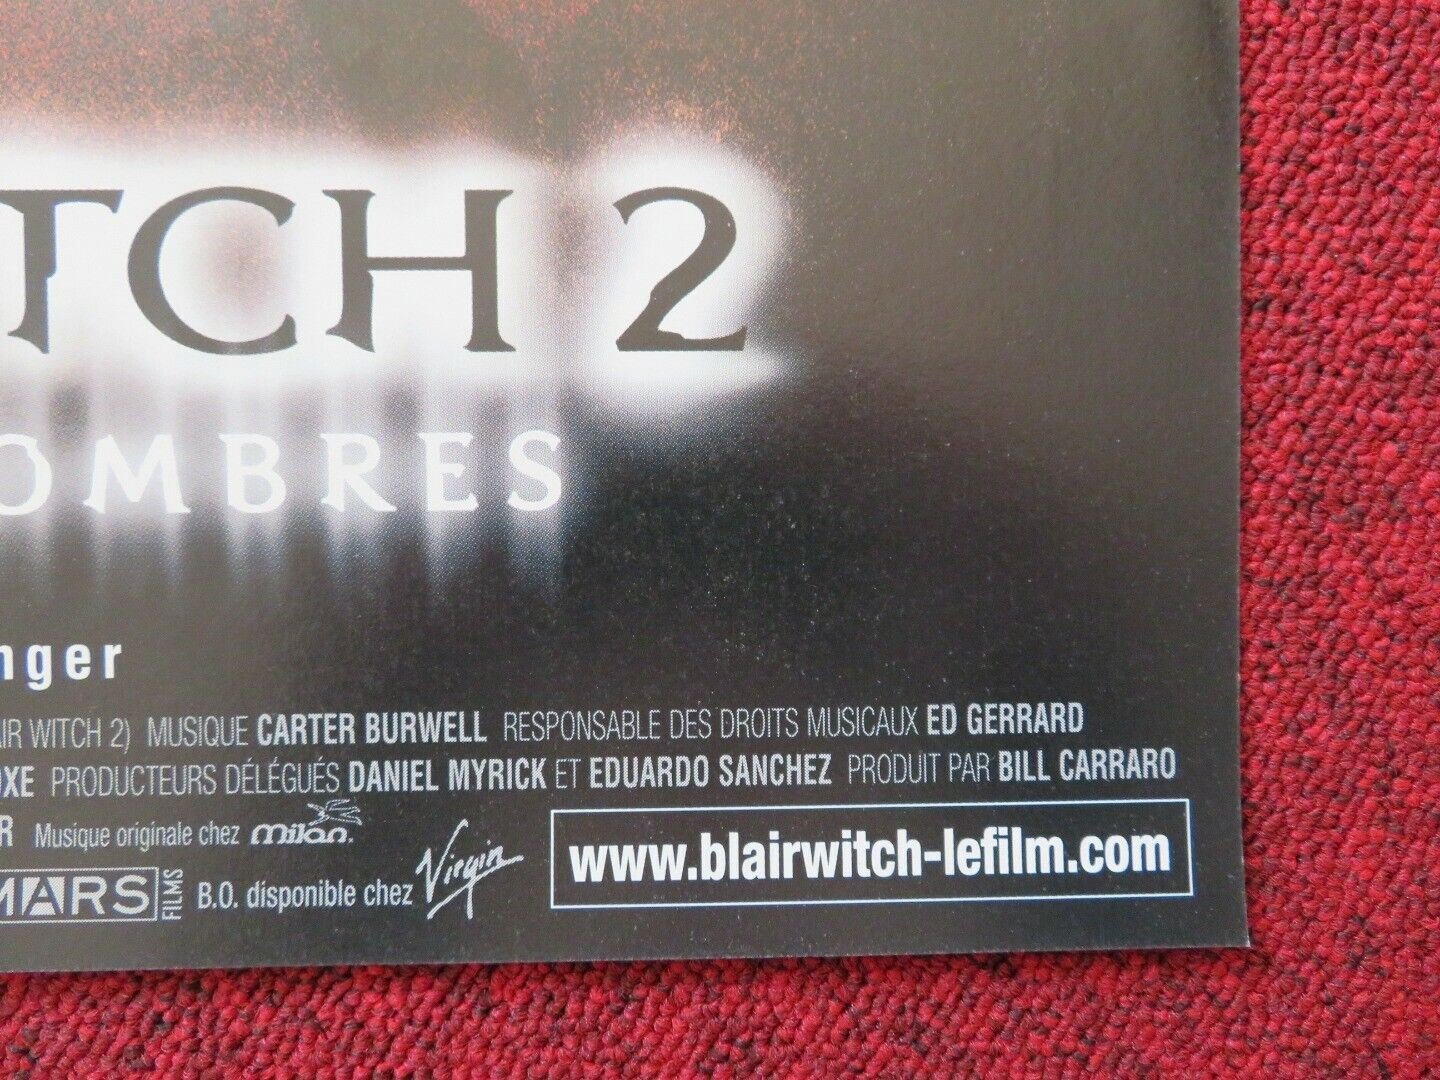 TCH 2
OMBRES
nger
AIR WITCH 2) MUSIQUE CARTER BURWELL RESPONSABLE DES DROITS MUSICAUX ED GERRARD
OXE PRODUCTEURS DÉLÉGUÉS DANIEL MYRICK ET EDUARDO SANCHEZ PRODUIT PAR BILL CARRARO
R Musique originale chez milan.
MARS FILMS B.O. disponible chez Virgin
www.blairwitch-lefilm.com